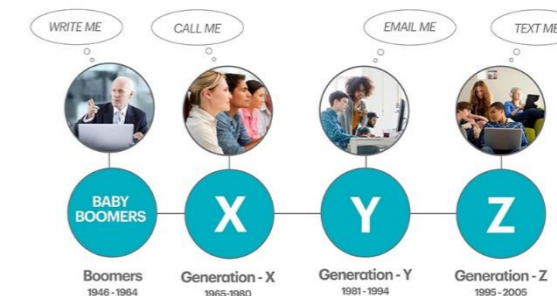 WRITE ME
CALL ME
EMAIL ME
TEXT ME
BABY
BOOMERS
X
Y
Z
Boomers
1946-1964
Generation - X
1965-1980
Generation - Y
1981-1994
Generation - Z
1995-2005